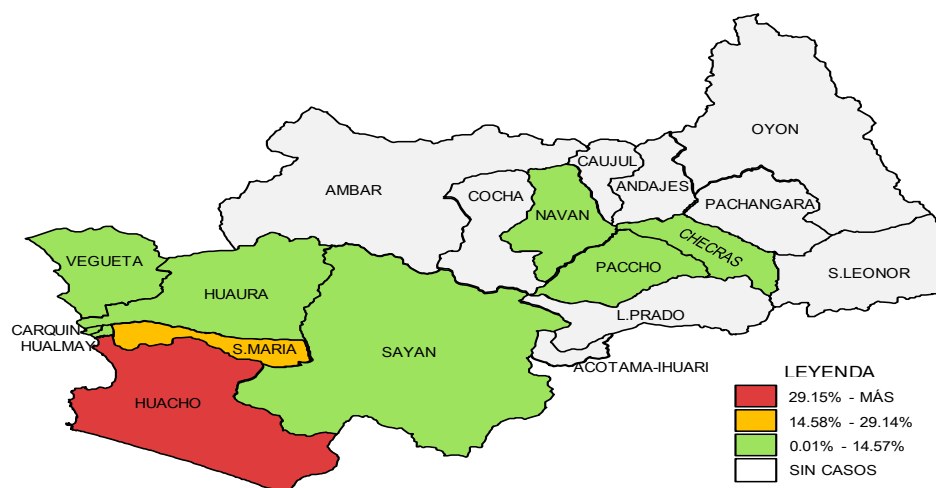 OYON
CAUJUL
AMBAR
COCHA
ANDAJES
PACHANGARA
NAVAN
CHECRAS
VEGUETA
PACCHO
S.LEONOR
HUAURA
L.PRADO
CARQUIN-
HUALMAY
S.MARIA
SAYAN
ACOTAMA-IHUARI
HUACHO
LEYENDA
29.15% - MÁS
14.58% - 29.14%
0.01% - 14.57%
SIN CASOS